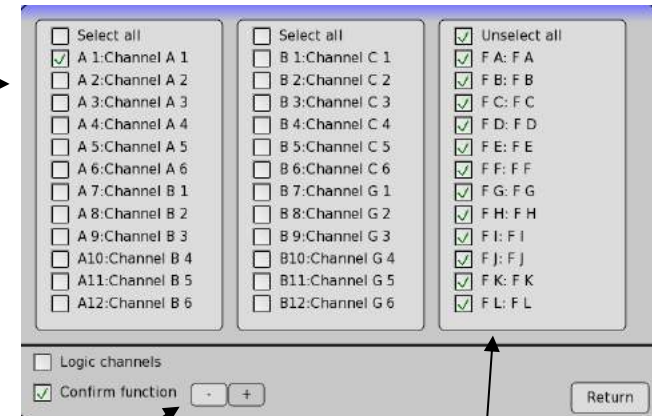 Select all
A 1:Channel A 1
A 2:Channel A 2
A 3:Channel A 3
A 4:Channel A 4
A 5:Channel A 5
A 6:Channel A 6
A 7:Channel B 1
A 8:Channel B 2
A 9:Channel B 3
A10:Channel B 4
A11:Channel B 5
A12:Channel B 6
Select all
B 1:Channel C 1
B 2:Channel C 2
B 3:Channel C 3
B 4:Channel C 4
B 5:Channel C 5
B 6:Channel C 6
B 7:Channel G 1
B 8:Channel G 2
B 9:Channel G 3
B10:Channel G 4
B11:Channel G 5
B12:Channel G 6
Unselect all
F A: F A
F B: F B
F C: F C
F D: F D
F E: F E
F F: F F
F G: F G
F H: F H
F I: F I
F J: F J
F K: F K
F L: F L
Logic channels
Confirm function - +
Return